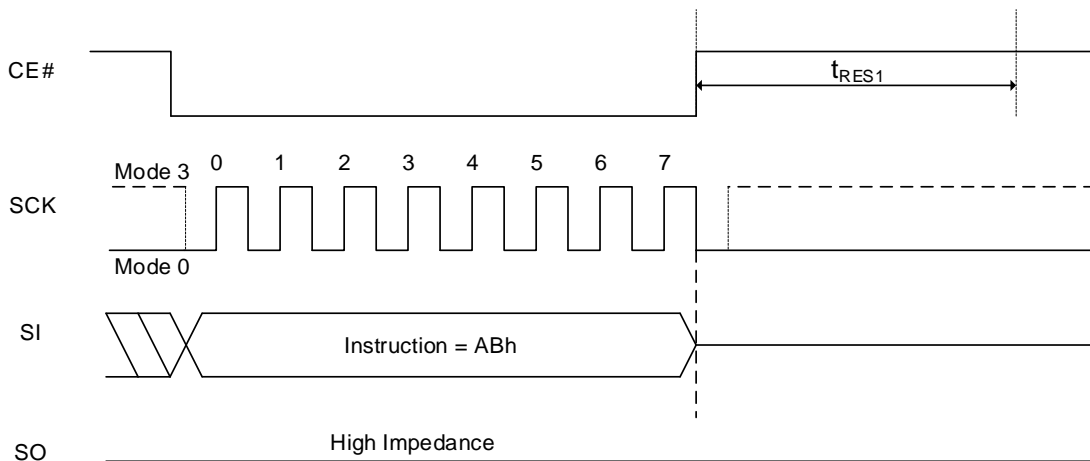 CE#
tRES1
Mode 3
0 1 2 3 4 5 6 7
SCK
Mode 0
SI
Instruction = ABh
SO
High Impedance